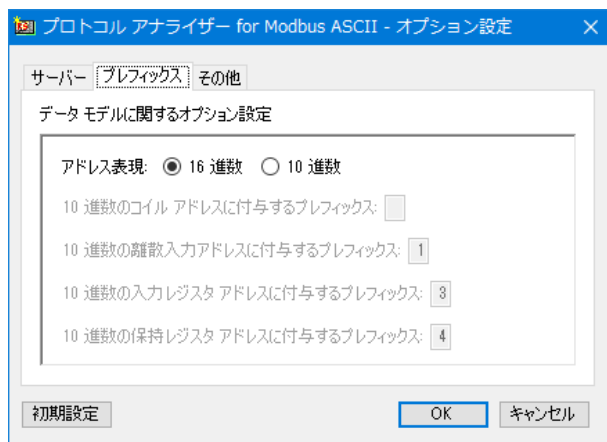 プロトコル アナライザー for Modbus ASCII - オプション設定
サーバー プレフィックス その他
データ モデルに関するオプション設定
アドレス表現: 16 進数 10 進数
10 進数のコイル アドレスに付与するプレフィックス:
10 進数の離散入力アドレスに付与するプレフィックス: 1
10 進数の入力レジスタ アドレスに付与するプレフィックス: 3
10 進数の保持レジスタ アドレスに付与するプレフィックス: 4
初期設定 OK キャンセル